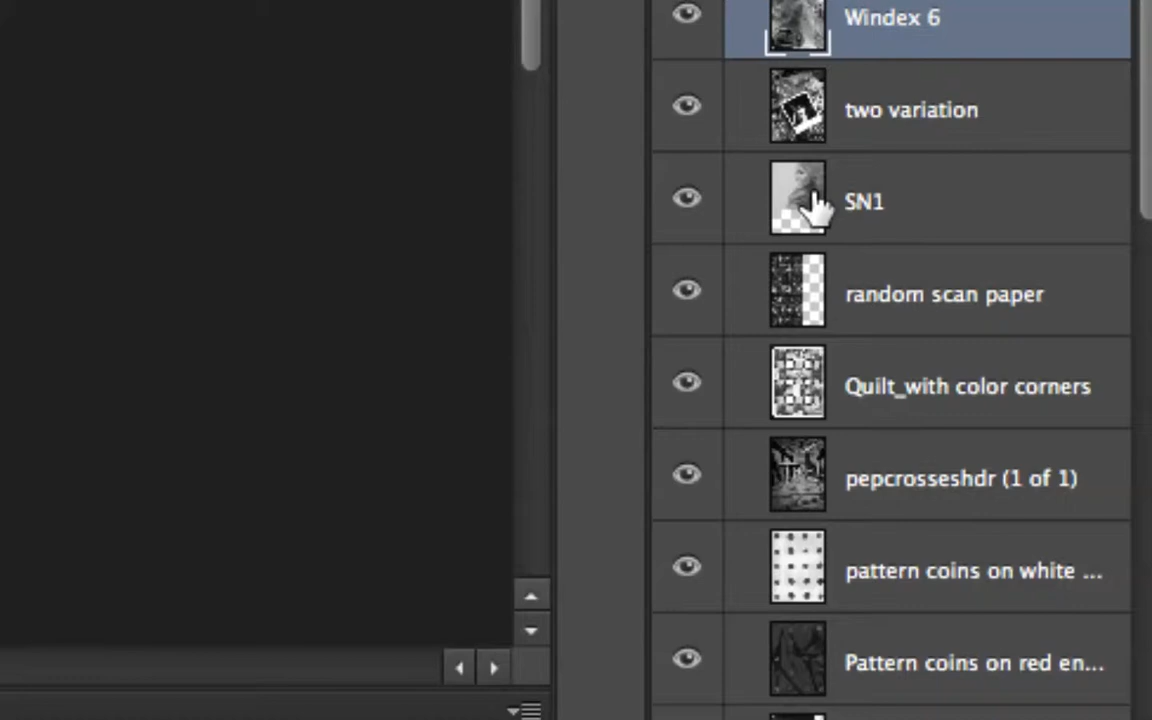 Windex 6
two variation
SN1
random scan paper
Quilt_with color corners
pepcrosseshdr (1 of 1)
pattern coins on white ...
Pattern coins on red en...